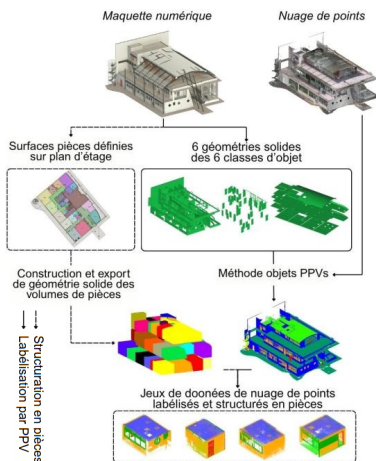 Maquette numérique
Nuage de points
Surfaces pièces définies
sur plan d'étage
6 géométries solides
des 6 classes d'objet
Construction et export
de géométrie solide des
volumes de pièces
Méthode objets PPVs
Structuration en pièces
Labélisation par PPV
Jeux de doonées de nuage de points
labélisés et structurés en pièces